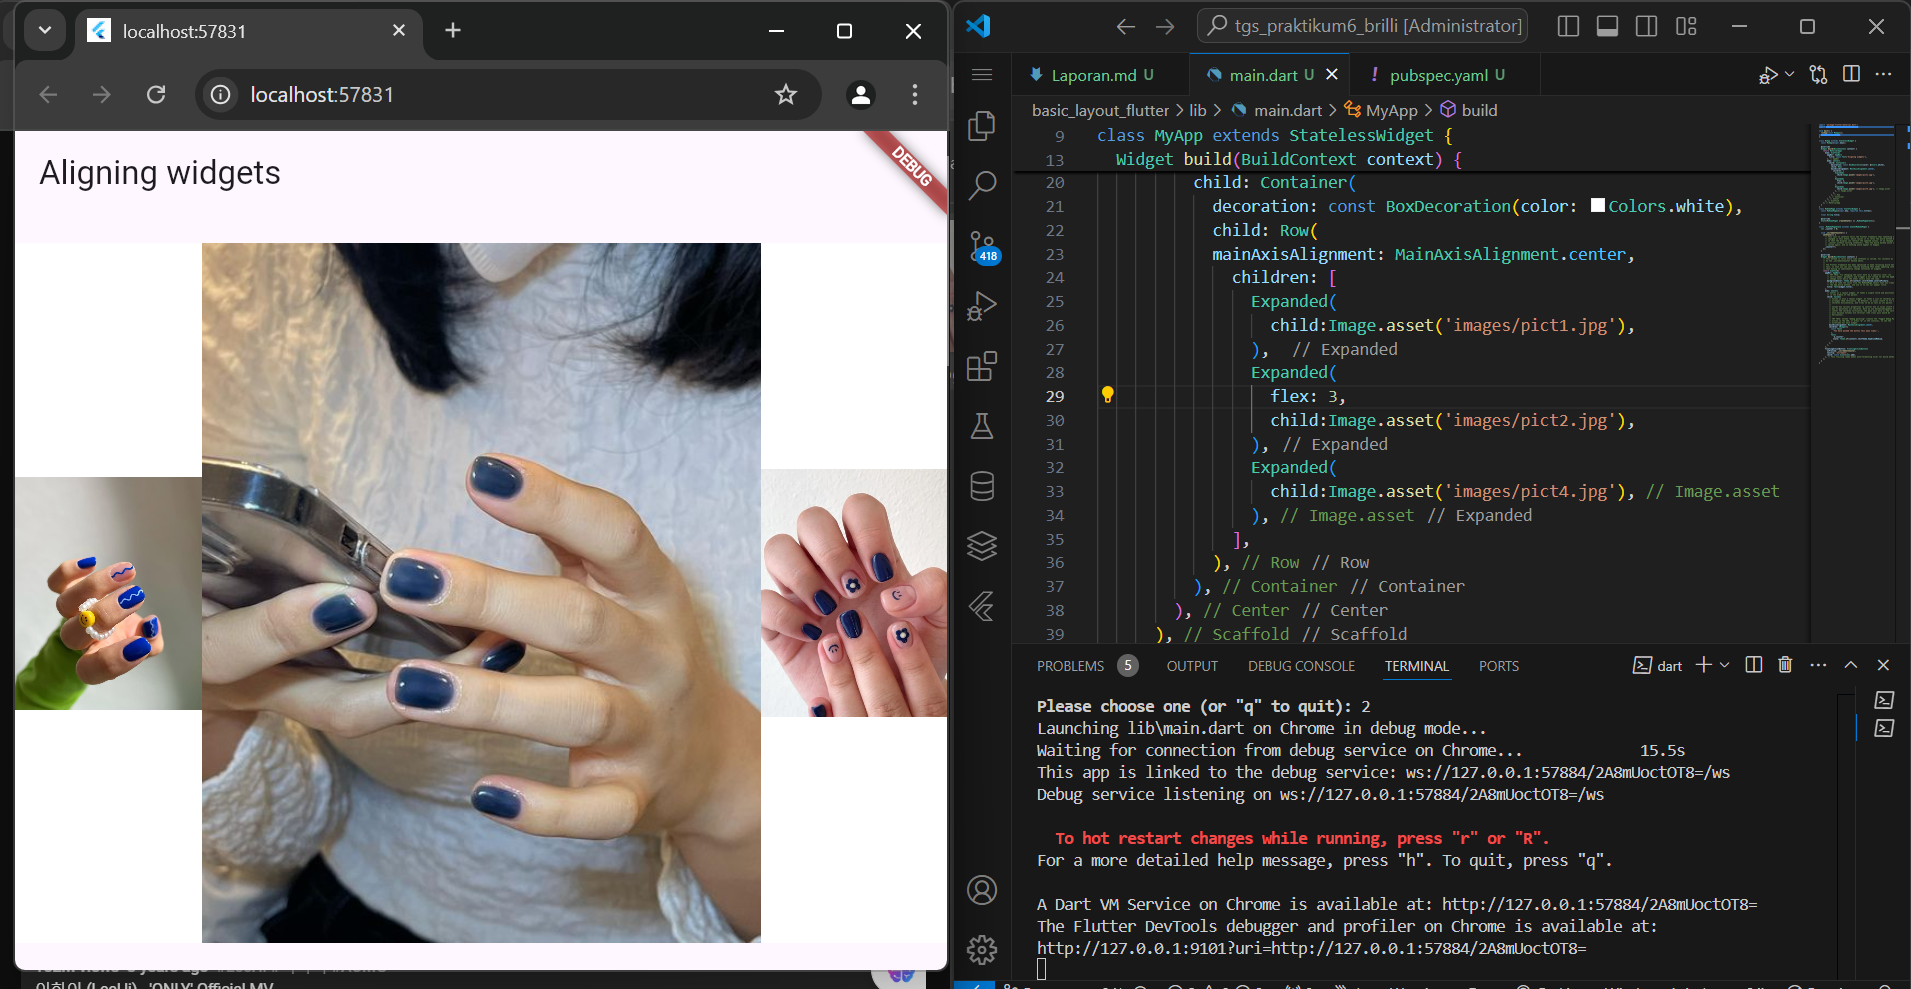 localhost:57831
localhost:57831
Aligning widgets
DEBUG
tgs_praktikum6_brilli [Administrator]
Laporan.md U
main.dart U
! pubspec.yaml U
basic_layout_flutter > lib > main.dart > MyApp > build
418
9 class MyApp extends StatelessWidget {
13 Widget build(BuildContext context) {
20 child: Container(
21 decoration: const BoxDecoration(color: Colors.white),
22 child: Row(
23 mainAxisAlignment: MainAxisAlignment.center,
24 children: [
25 Expanded(
26 child:Image.asset('images/pict1.jpg'),
27 ), // Expanded
28 Expanded(
29 flex: 3,
30 child:Image.asset('images/pict2.jpg'),
31 ), // Expanded
32 Expanded(
33 child:Image.asset('images/pict4.jpg'), // Image.asset
34 ), // Image.asset // Expanded
35 ],
36 ), // Row // Row
37 ), // Container // Container
38 ), // Center // Center
39 ), // Scaffold // Scaffold
PROBLEMS 5 OUTPUT DEBUG CONSOLE TERMINAL PORTS
dart
Please choose one (or "q" to quit): 2
Launching lib\main.dart on Chrome in debug mode...
Waiting for connection from debug service on Chrome... 15.5s
This app is linked to the debug service: ws://127.0.0.1:57884/2A8mUoctOT8=/ws
Debug service listening on ws://127.0.0.1:57884/2A8mUoctOT8=/ws
To hot restart changes while running, press "r" or "R".
For a more detailed help message, press "h". To quit, press "q".
A Dart VM Service on Chrome is available at: http://127.0.0.1:57884/2A8mUoctOT8=
The Flutter DevTools debugger and profiler on Chrome is available at:
http://127.0.0.1:9101?uri=http://127.0.0.1:57884/2A8mUoctOT8=